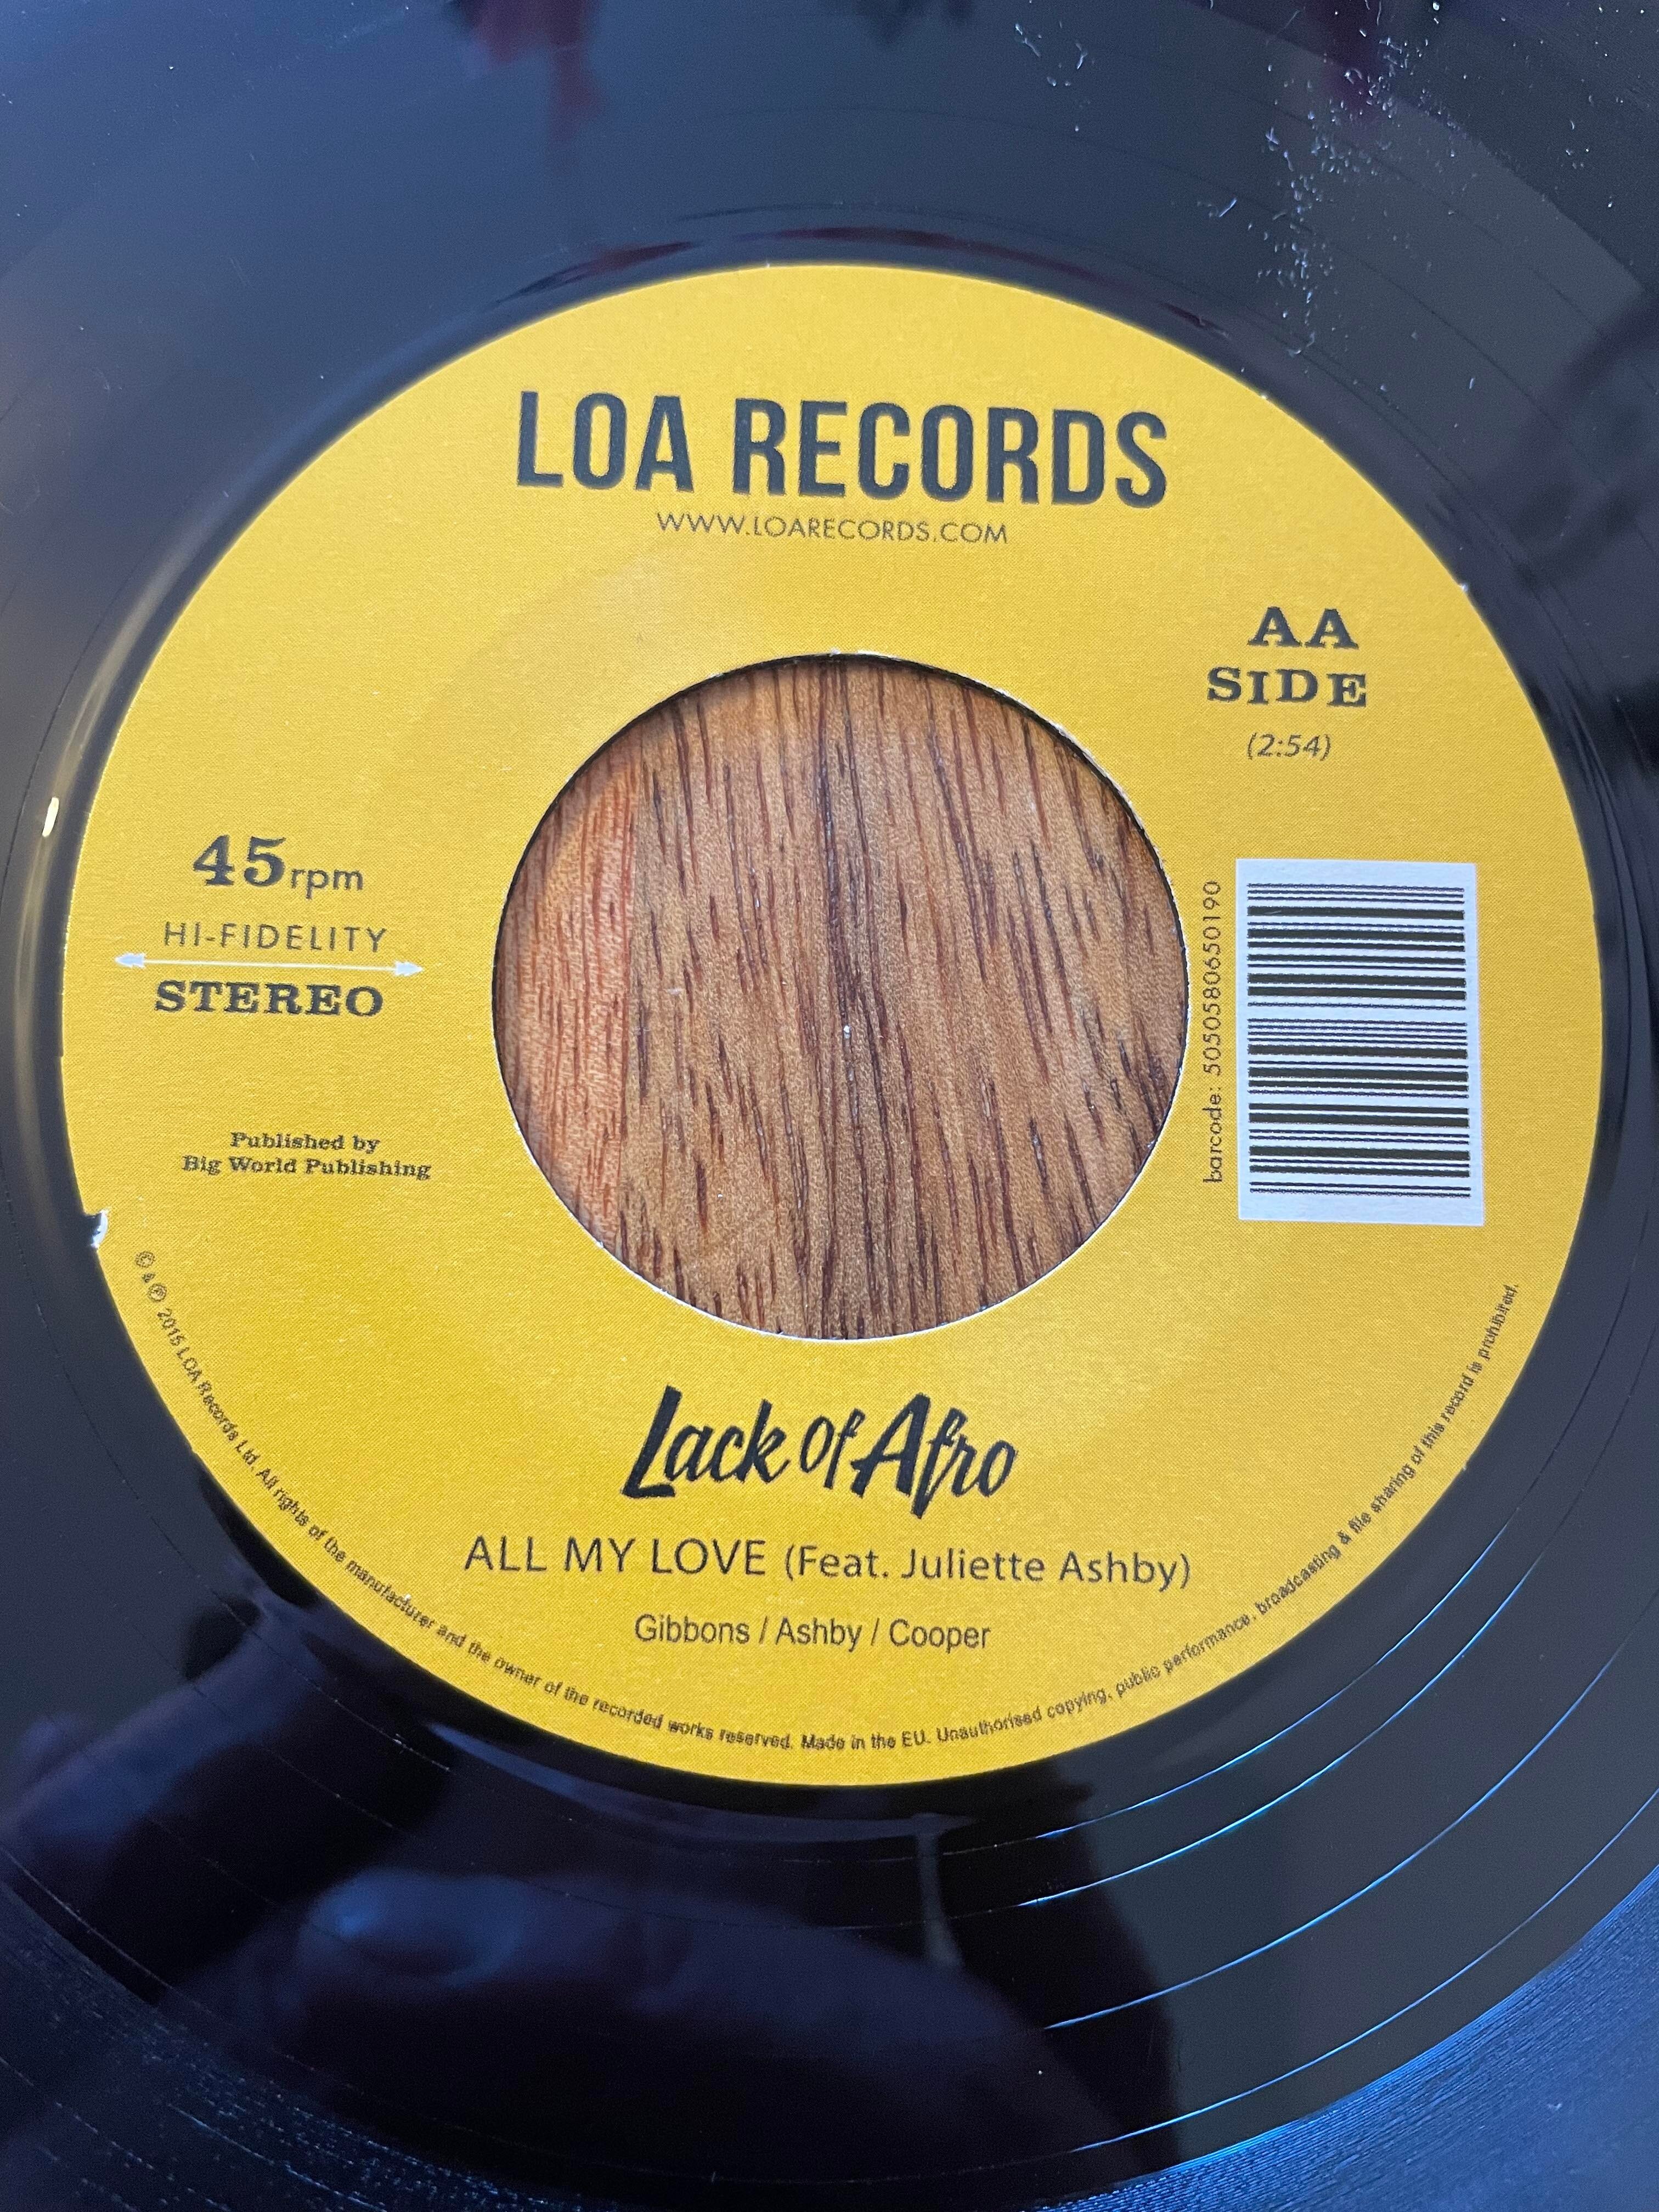 LOA RECORDS
WWW.LOARECORDS.COM
AA
SIDE
(2:54)
45rpm
HI-FIDELITY
STEREO
barcode: 5050580650190
Published by
Big World Publishing
Lack of Afro
ALL MY LOVE (Feat. Juliette Ashby)
Gibbons / Ashby / Cooper
© & ℗ 2015 LOA Records Ltd. All rights of the manufacturer and the owner of the recorded works reserved. Made in the EU. Unauthorised copying, public performance, broadcasting & file sharing of this record is prohibited.